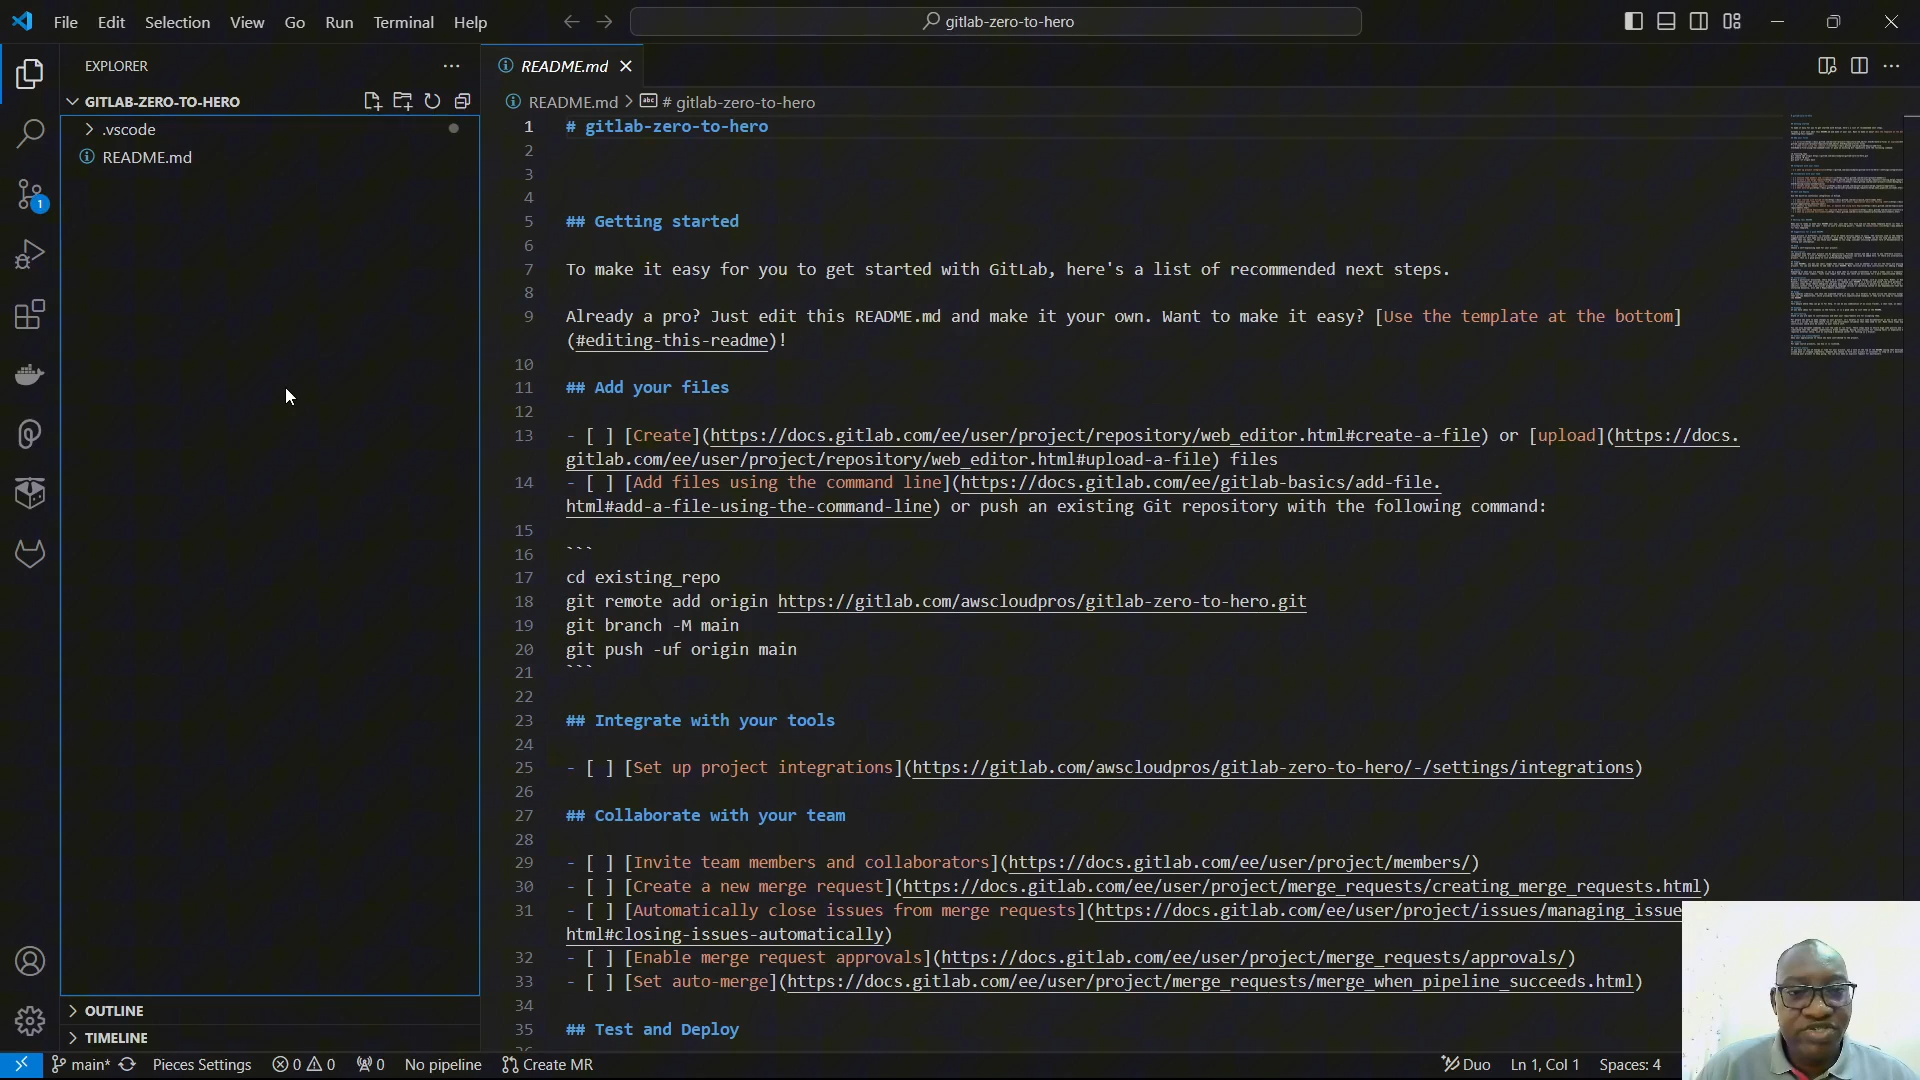 File Edit Selection View Go Run Terminal Help
gitlab-zero-to-hero
EXPLORER
GITLAB-ZERO-TO-HERO
.vscode
README.md
1
OUTLINE
TIMELINE
README.md
README.md > # gitlab-zero-to-hero
1 # gitlab-zero-to-hero
2
3
4
5 ## Getting started
6
7 To make it easy for you to get started with GitLab, here's a list of recommended next steps.
8
9 Already a pro? Just edit this README.md and make it your own. Want to make it easy? [Use the template at the bottom]
(#editing-this-readme)!
10
11 ## Add your files
12
13 - [ ] [Create](https://docs.gitlab.com/ee/user/project/repository/web_editor.html#create-a-file) or [upload](https://docs.
gitlab.com/ee/user/project/repository/web_editor.html#upload-a-file) files
14 - [ ] [Add files using the command line](https://docs.gitlab.com/ee/gitlab-basics/add-file.
html#add-a-file-using-the-command-line) or push an existing Git repository with the following command:
15
16 ```
17 cd existing_repo
18 git remote add origin https://gitlab.com/awscloudpros/gitlab-zero-to-hero.git
19 git branch -M main
20 git push -uf origin main
21 ```
22
23 ## Integrate with your tools
24
25 - [ ] [Set up project integrations](https://gitlab.com/awscloudpros/gitlab-zero-to-hero/-/settings/integrations)
26
27 ## Collaborate with your team
28
29 - [ ] [Invite team members and collaborators](https://docs.gitlab.com/ee/user/project/members/)
30 - [ ] [Create a new merge request](https://docs.gitlab.com/ee/user/project/merge_requests/creating_merge_requests.html)
31 - [ ] [Automatically close issues from merge requests](https://docs.gitlab.com/ee/user/project/issues/managing_issue
html#closing-issues-automatically)
32 - [ ] [Enable merge request approvals](https://docs.gitlab.com/ee/user/project/merge_requests/approvals/)
33 - [ ] [Set auto-merge](https://docs.gitlab.com/ee/user/project/merge_requests/merge_when_pipeline_succeeds.html)
34
35 ## Test and Deploy
main* Pieces Settings 0 0 0 No pipeline Create MR Duo Ln 1, Col 1 Spaces: 4